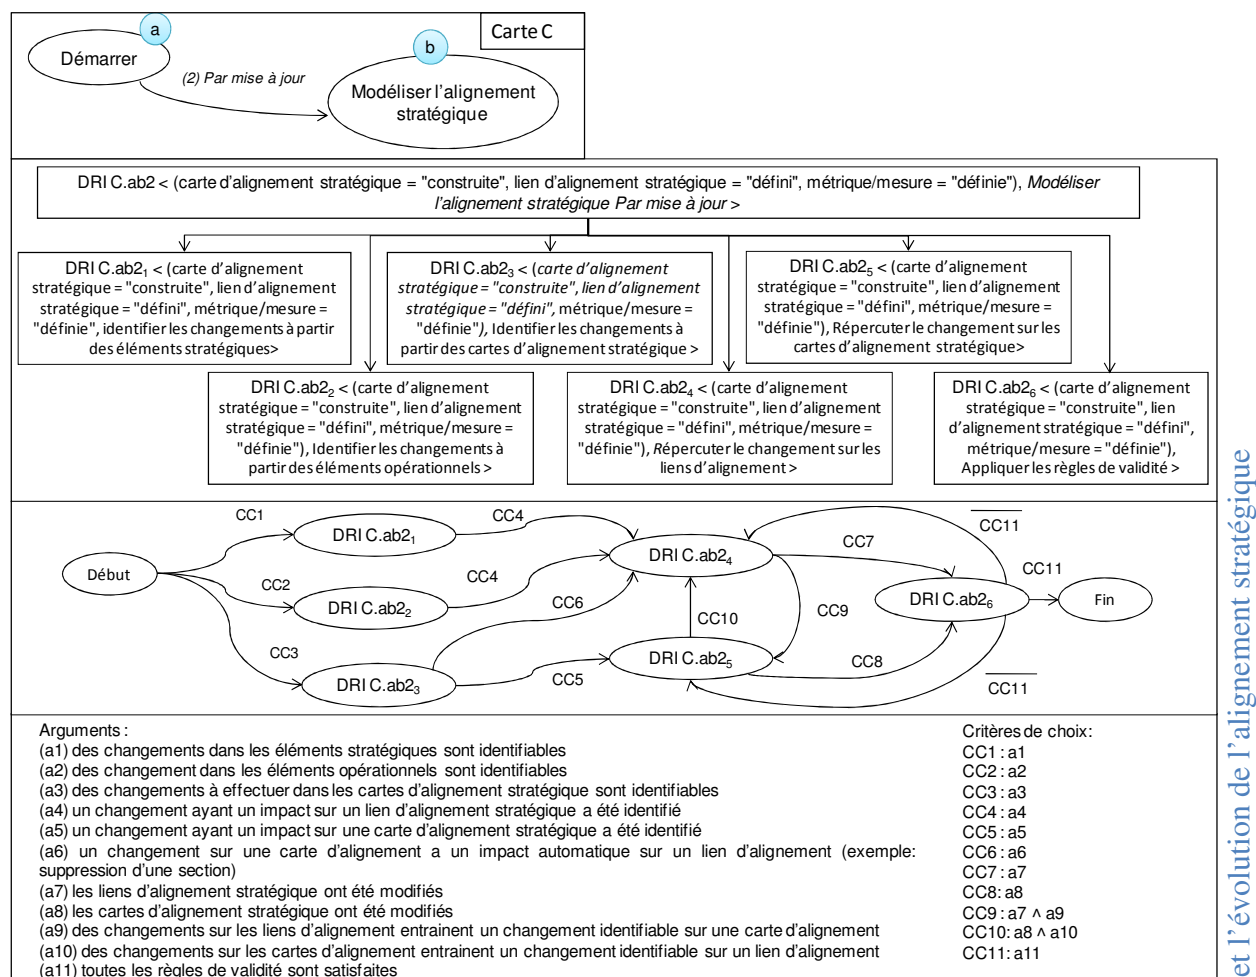 a
Carte C
Démarrer
b
(2) Par mise à jour
Modéliser l'alignement
stratégique
DRI C.ab2 < (carte d'alignement stratégique = "construite", lien d'alignement stratégique = "défini", métrique/mesure = "définie"), Modéliser
l'alignement stratégique Par mise à jour >
DRI C.ab2₁ < (carte d'alignement
stratégique = "construite", lien d'alignement
stratégique = "défini", métrique/mesure =
"définie", identifier les changements à partir
des éléments stratégiques>
DRI C.ab2₃ < (carte d'alignement
stratégique = "construite", lien d'alignement
stratégique = "défini", métrique/mesure =
"définie"), Identifier les changements à
partir des cartes d'alignement stratégique >
DRI C.ab2₅ < (carte d'alignement
stratégique = "construite", lien d'alignement
stratégique = "défini", métrique/mesure =
"définie"), Répercuter le changement sur les
cartes d'alignement stratégique>
DRI C.ab2₂ < (carte d'alignement
stratégique = "construite", lien d'alignement
stratégique = "défini", métrique/mesure =
"définie"), Identifier les changements à
partir des éléments opérationnels >
DRI C.ab2₄ < (carte d'alignement
stratégique = "construite", lien d'alignement
stratégique = "défini", métrique/mesure =
"définie"), Répercuter le changement sur les
liens d'alignement >
DRI C.ab2₆ < (carte d'alignement
stratégique = "construite", lien
d'alignement stratégique = "défini",
métrique/mesure = "définie"),
Appliquer les règles de validité >
Début
CC1
DRI C.ab2₁
CC4
CC2
DRI C.ab2₂
CC4
CC3
DRI C.ab2₃
CC6
CC5
DRI C.ab2₄
CC10
CC9
DRI C.ab2₅
CC7
CC8
CC11
DRI C.ab2₆
CC11
Fin
CC11
Arguments :
(a1) des changements dans les éléments stratégiques sont identifiables
(a2) des changement dans les éléments opérationnels sont identifiables
(a3) des changements à effectuer dans les cartes d'alignement stratégique sont identifiables
(a4) un changement ayant un impact sur un lien d'alignement stratégique a été identifié
(a5) un changement ayant un impact sur une carte d'alignement stratégique a été identifié
(a6) un changement sur une carte d'alignement a un impact automatique sur un lien d'alignement (exemple:
suppression d'une section)
(a7) les liens d'alignement stratégique ont été modifiés
(a8) les cartes d'alignement stratégique ont été modifiés
(a9) des changements sur les liens d'alignement entrainent un changement identifiable sur une carte d'alignement
(a10) des changements sur les cartes d'alignement entrainent un changement identifiable sur un lien d'alignement
(a11) toutes les règles de validité sont satisfaites
Critères de choix:
CC1 : a1
CC2 : a2
CC3 : a3
CC4 : a4
CC5 : a5
CC6 : a6
CC7 : a7
CC8: a8
CC9 : a7 ∧ a9
CC10: a8 ∧ a10
CC11: a11
et l'évolution de l'alignement stratégique